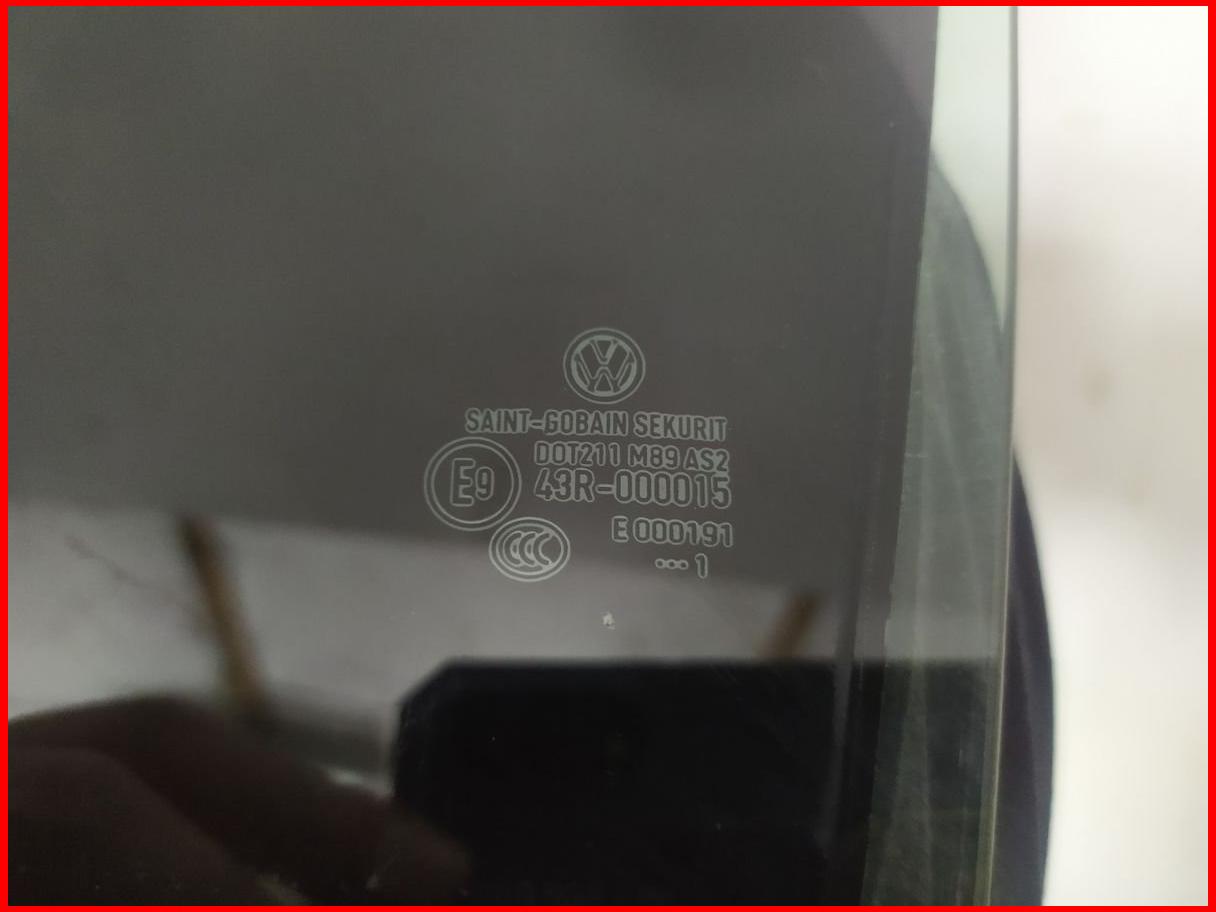 VW
SAINT-GOBAIN SEKURIT
DOT211 M89 AS2
E9 43R-000015
CCC E 000191
••• 1